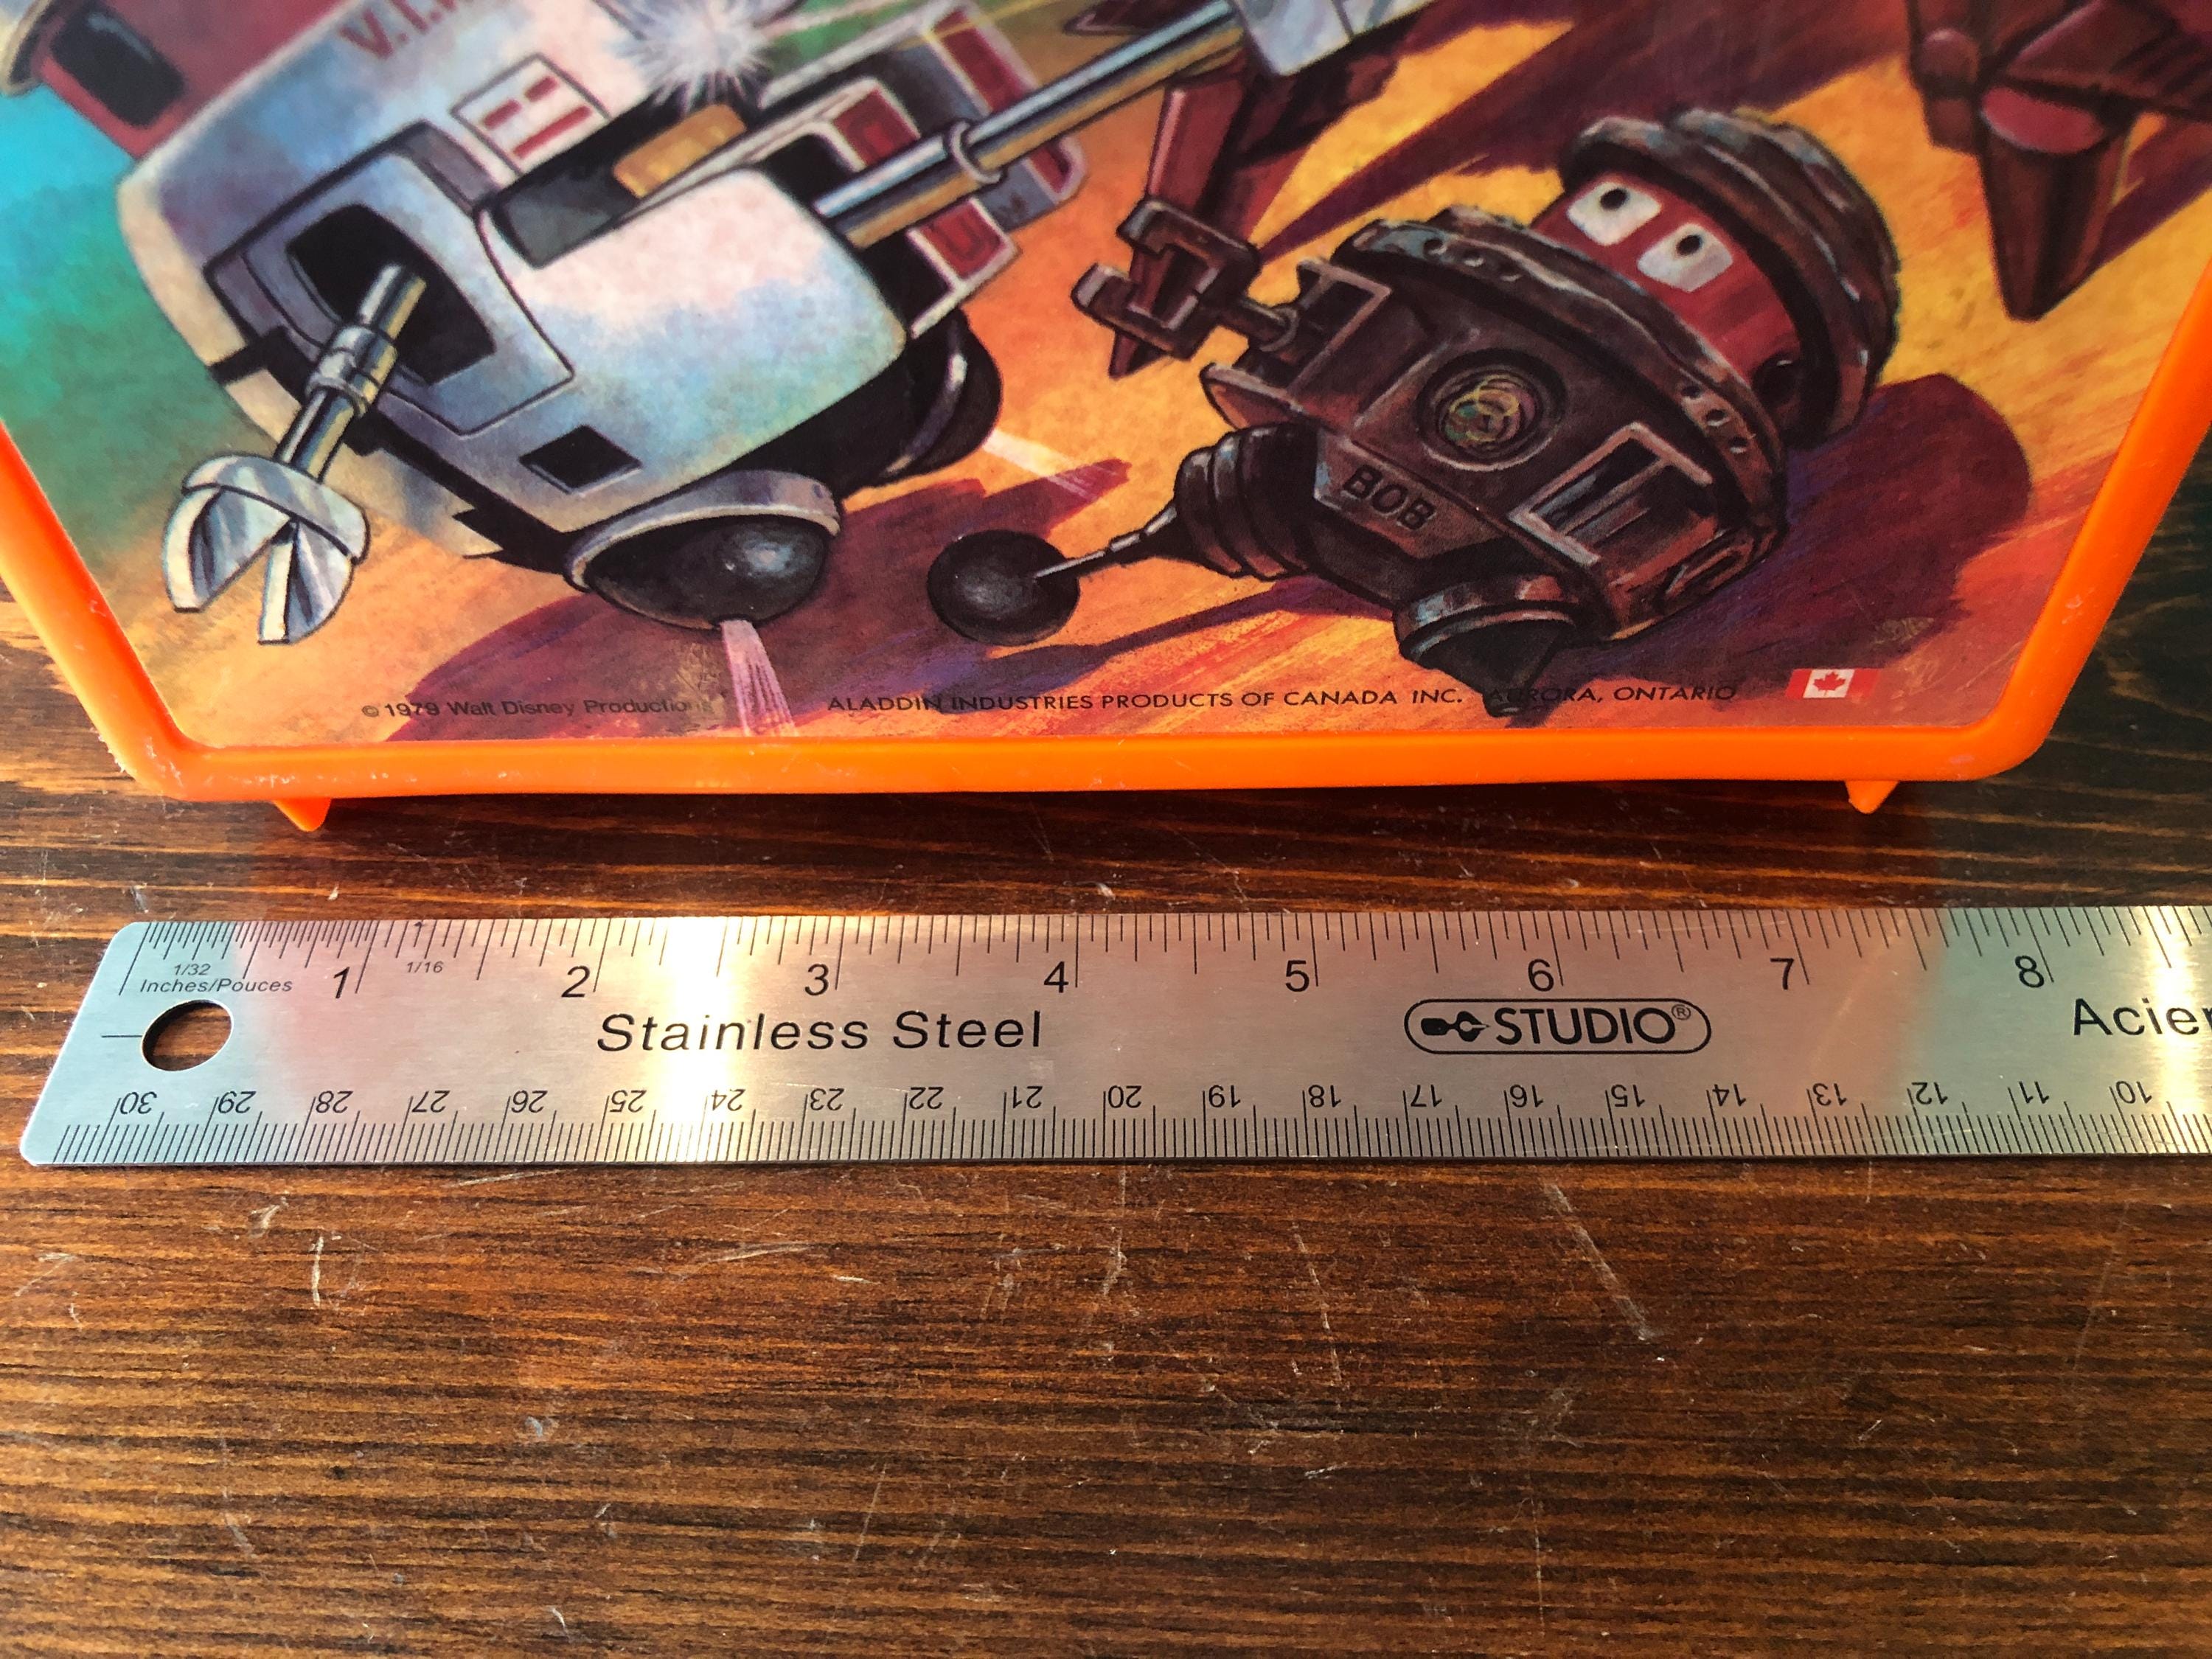 V.I.
BOB
© 1979 Walt Disney Productions
ALADDIN INDUSTRIES PRODUCTS OF CANADA INC. AURORA, ONTARIO
1/32
Inches/Pouces
1 1/16 2 3 4 5 6 7 8
Stainless Steel STUDIO® Acier
30 29 28 27 26 25 24 23 22 21 20 19 18 17 16 15 14 13 12 11 10